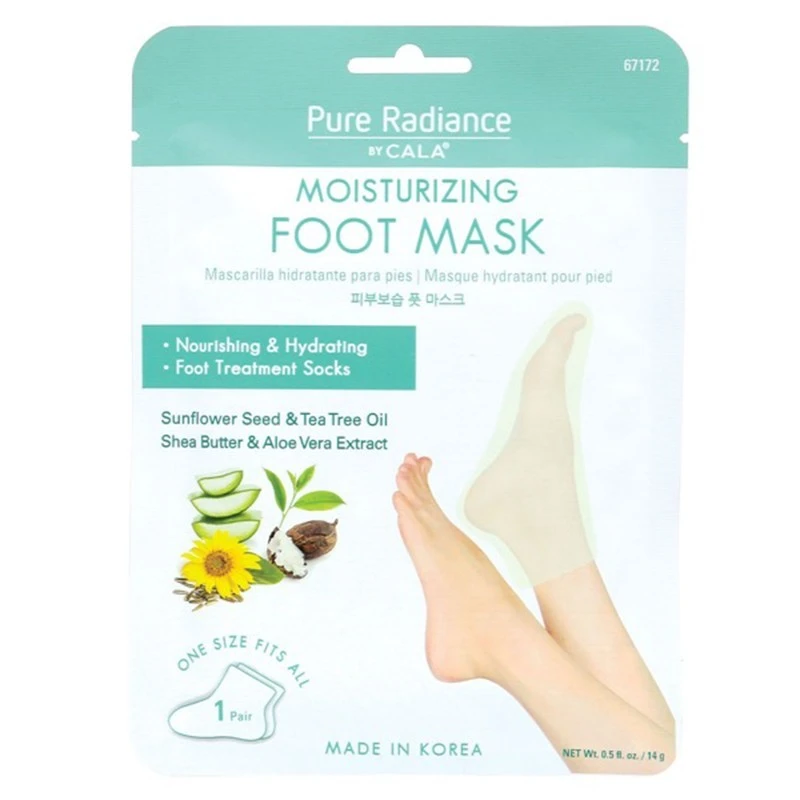 67172
Pure Radiance
BY CALA®
MOISTURIZING
FOOT MASK
Mascarilla hidratante para pies | Masque hydratant pour pied
피부보습 풋 마스크
• Nourishing & Hydrating
• Foot Treatment Socks
Sunflower Seed & Tea Tree Oil
Shea Butter & Aloe Vera Extract
ONE SIZE FITS ALL
1 Pair
MADE IN KOREA
NET Wt. 0.5 fl. oz. / 14 g